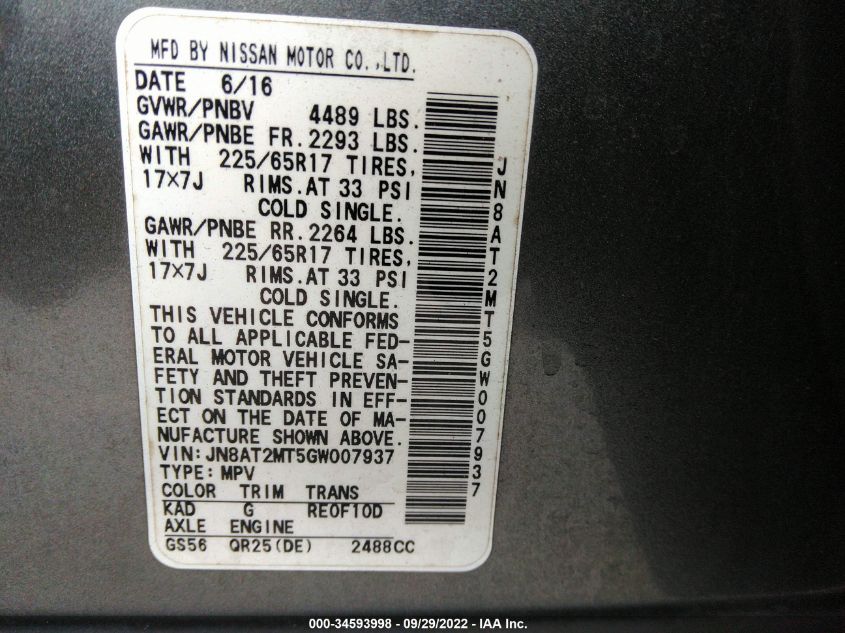 MFD BY NISSAN MOTOR CO.,LTD.
DATE 6/16
GVWR/PNBV 4489 LBS.
GAWR/PNBE FR.2293 LBS.
WITH 225/65R17 TIRES,
17×7J RIMS.AT 33 PSI
COLD SINGLE.
GAWR/PNBE RR.2264 LBS.
WITH 225/65R17 TIRES,
17×7J RIMS.AT 33 PSI
COLD SINGLE.
THIS VEHICLE CONFORMS
TO ALL APPLICABLE FED-
ERAL MOTOR VEHICLE SA-
FETY AND THEFT PREVEN-
TION STANDARDS IN EFF-
ECT ON THE DATE OF MA-
NUFACTURE SHOWN ABOVE.
VIN:JN8AT2MT5GW007937
TYPE:MPV
COLOR TRIM TRANS
KAD G RE0F10D
AXLE ENGINE
GS56 QR25(DE) 2488CC
JN8AT2MT5GW007937
000-34593998 - 09/29/2022 - IAA Inc.